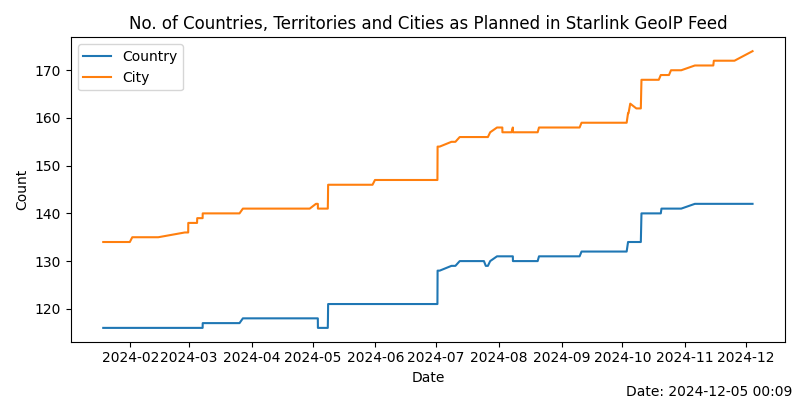 No. of Countries, Territories and Cities as Planned in Starlink GeoIP Feed
Country
City
Count
170
160
150
140
130
120
2024-02 2024-03 2024-04 2024-05 2024-06 2024-07 2024-08 2024-09 2024-10 2024-11 2024-12
Date
Date: 2024-12-05 00:09